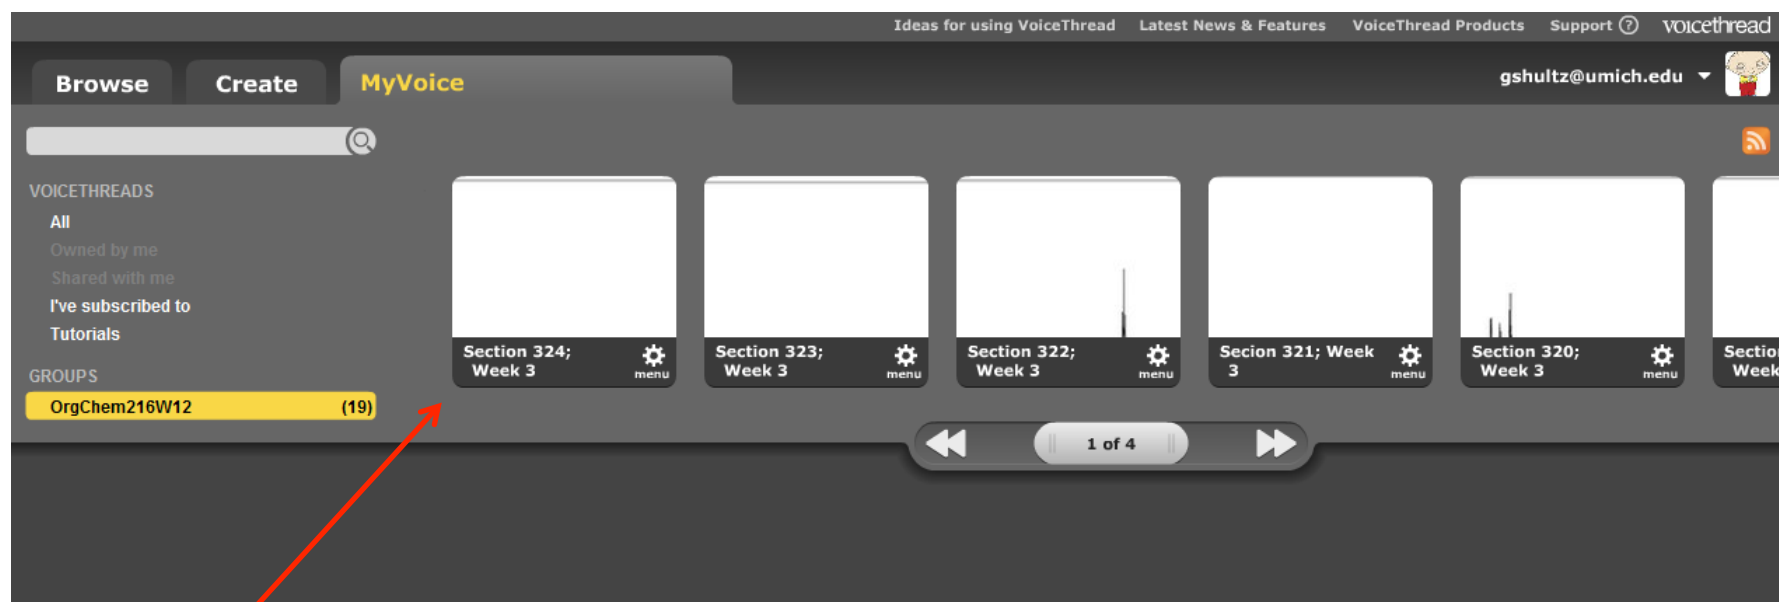 Ideas for using VoiceThread Latest News & Features VoiceThread Products Support ? voicethread
Browse Create MyVoice gshultz@umich.edu
VOICETHREADS
All
Owned by me
Shared with me
I've subscribed to
Tutorials
GROUPS
OrgChem216W12 (19)
Section 324;
Week 3
menu
Section 323;
Week 3
menu
Section 322;
Week 3
menu
Secion 321; Week
3
menu
Section 320;
Week 3
menu
Sectio
Week
1 of 4